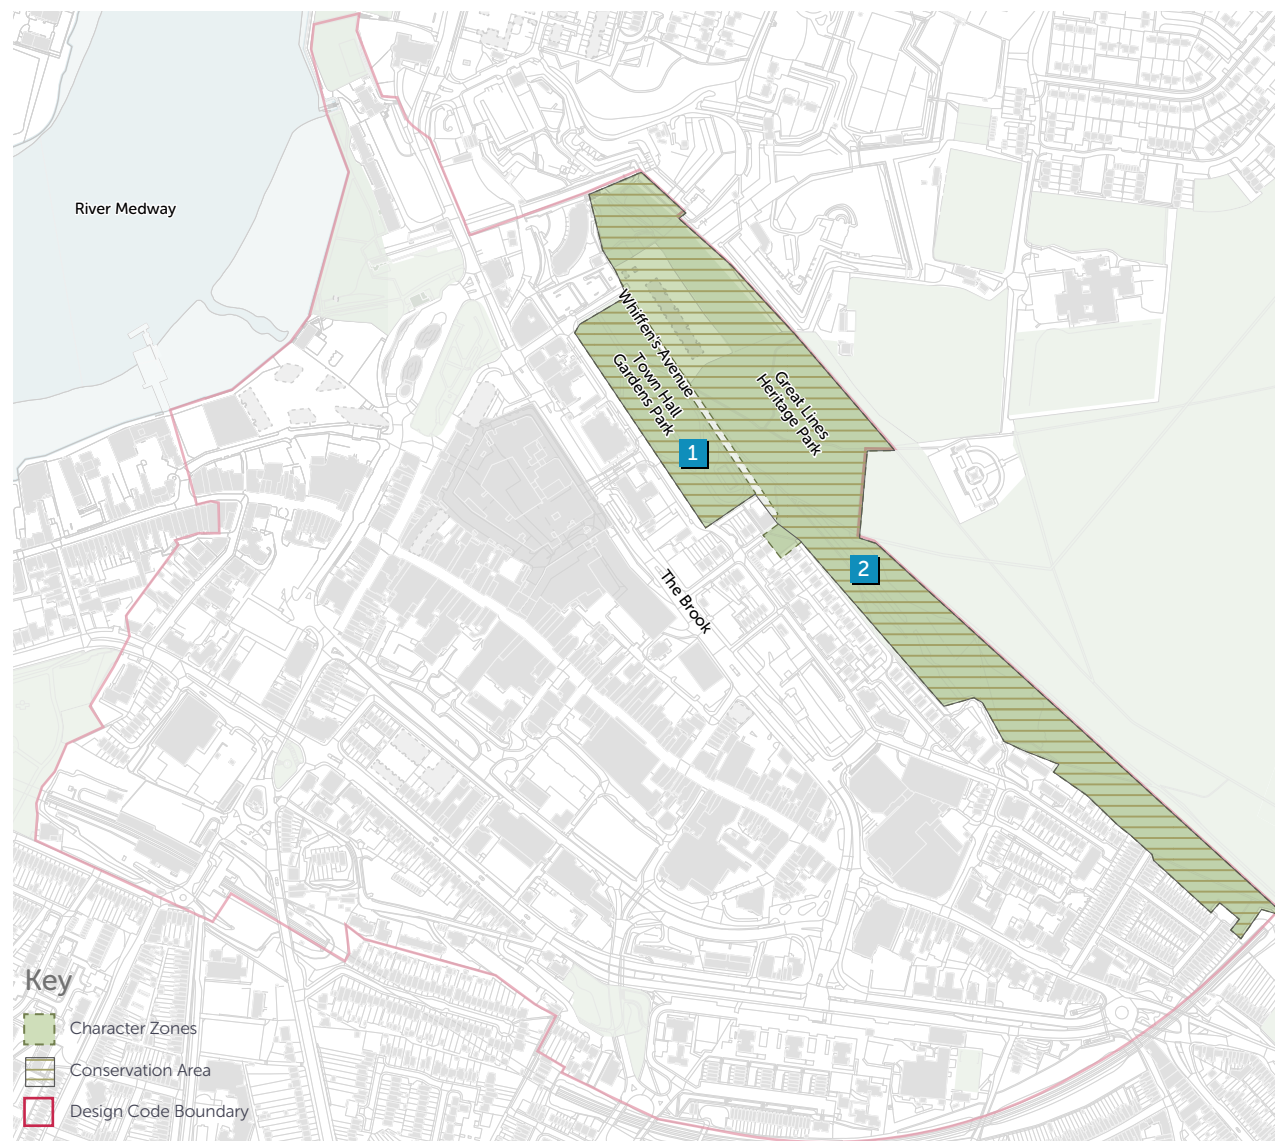 River Medway
Whiffen's Avenue
Town Hall
Gardens Park
Great Lines
Heritage Park
1
2
The Brook
Key
Character Zones
Conservation Area
Design Code Boundary